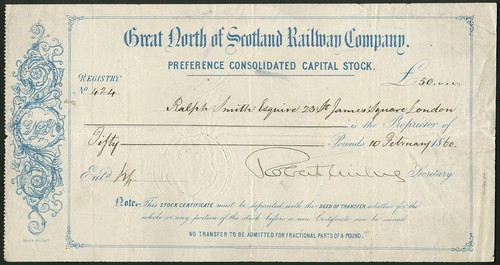 Great North of Scotland Railway Company.
PREFERENCE CONSOLIDATED CAPITAL STOCK.
REGISTRY
No 424
£50
Ralph Smith Esquire 23 St James Square London
is the Proprietor of
Fifty Pounds 10 February 1860
Entd Secretary
Note:- This STOCK CERTIFICATE must be deposited with the DEED OF TRANSFER whether for the
whole or any portion of the stock before a new Certificate can be issued
NO TRANSFER TO BE ADMITTED FOR FRACTIONAL PARTS OF A POUND.